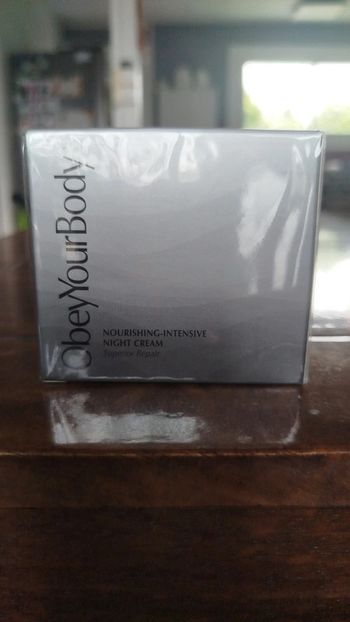 ObeyYourBody
NOURISHING-INTENSIVE
NIGHT CREAM
Superior Repair